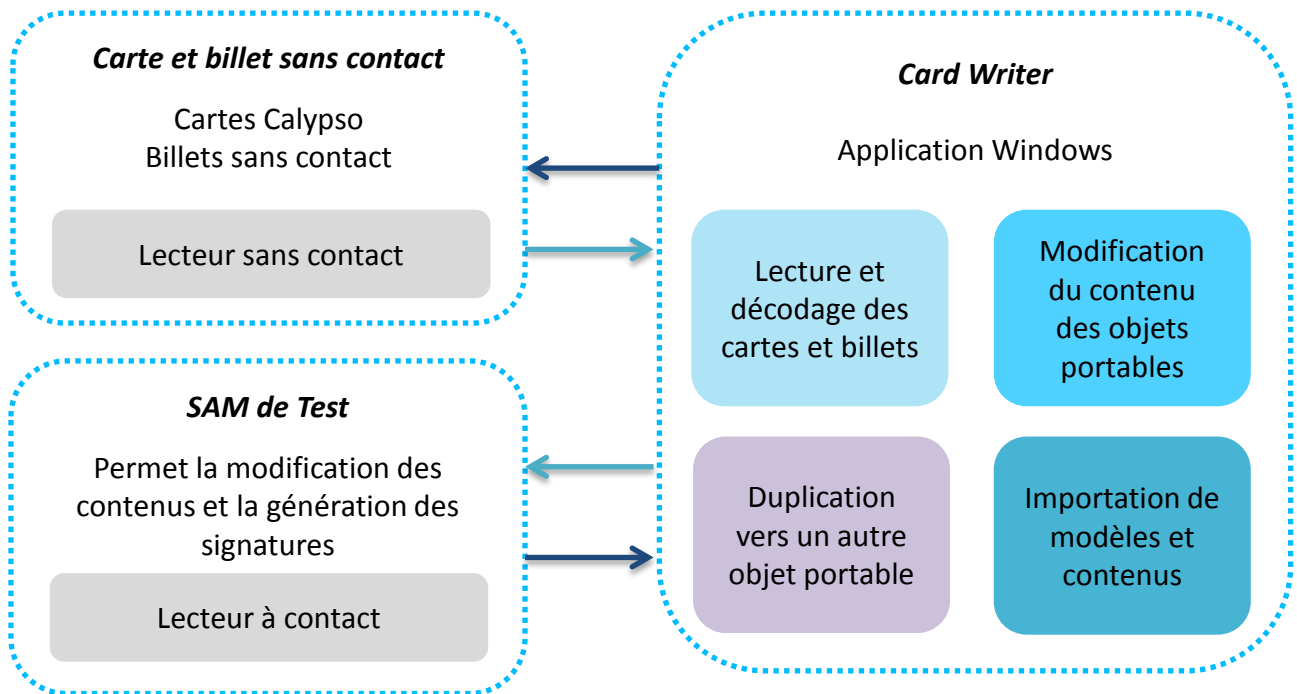 Carte et billet sans contact
Cartes Calypso
Billets sans contact
Lecteur sans contact
SAM de Test
Permet la modification des
contenus et la génération des
signatures
Lecteur à contact
Card Writer
Application Windows
Lecture et
décodage des
cartes et billets
Modification
du contenu
des objets
portables
Duplication
vers un autre
objet portable
Importation de
modèles et
contenus